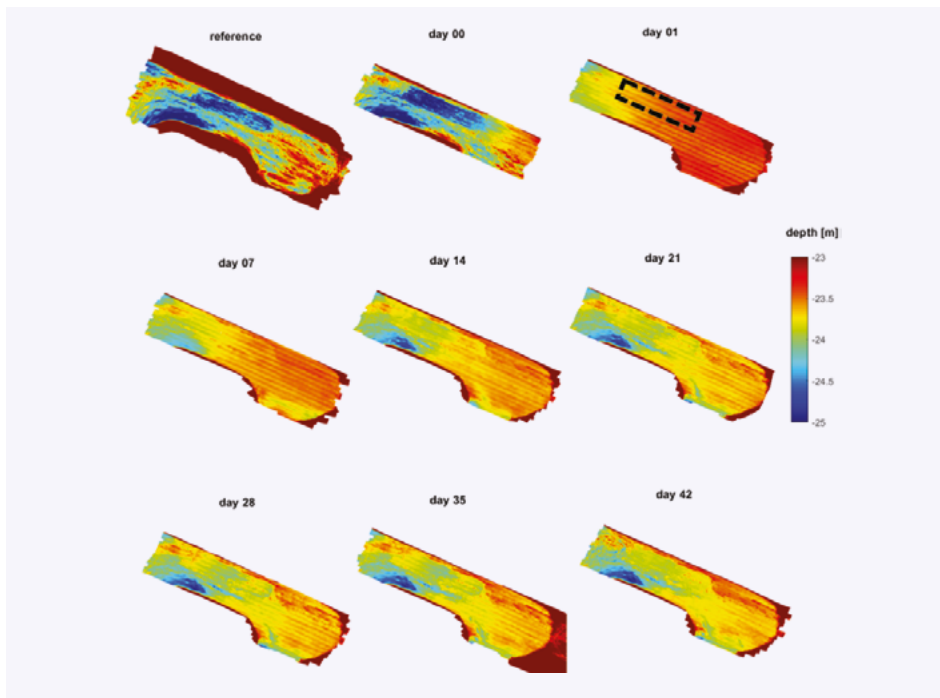 reference
day 00
day 01
day 07
day 14
day 21
depth [m]
-23
-23.5
-24
-24.5
-25
day 28
day 35
day 42